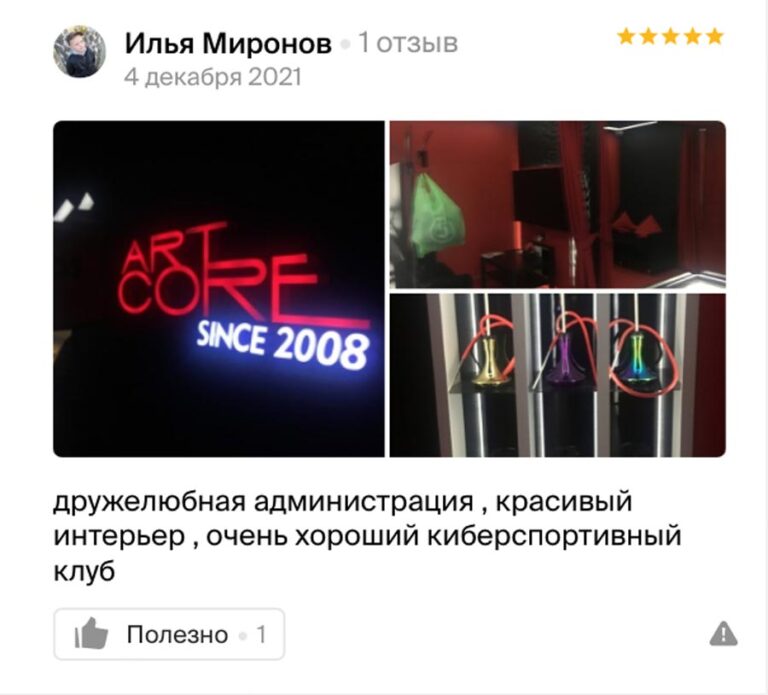 Илья Миронов • 1 отзыв
4 декабря 2021
ART
CORE
SINCE 2008
дружелюбная администрация , красивый
интерьер , очень хороший киберспортивный
клуб
Полезно • 1